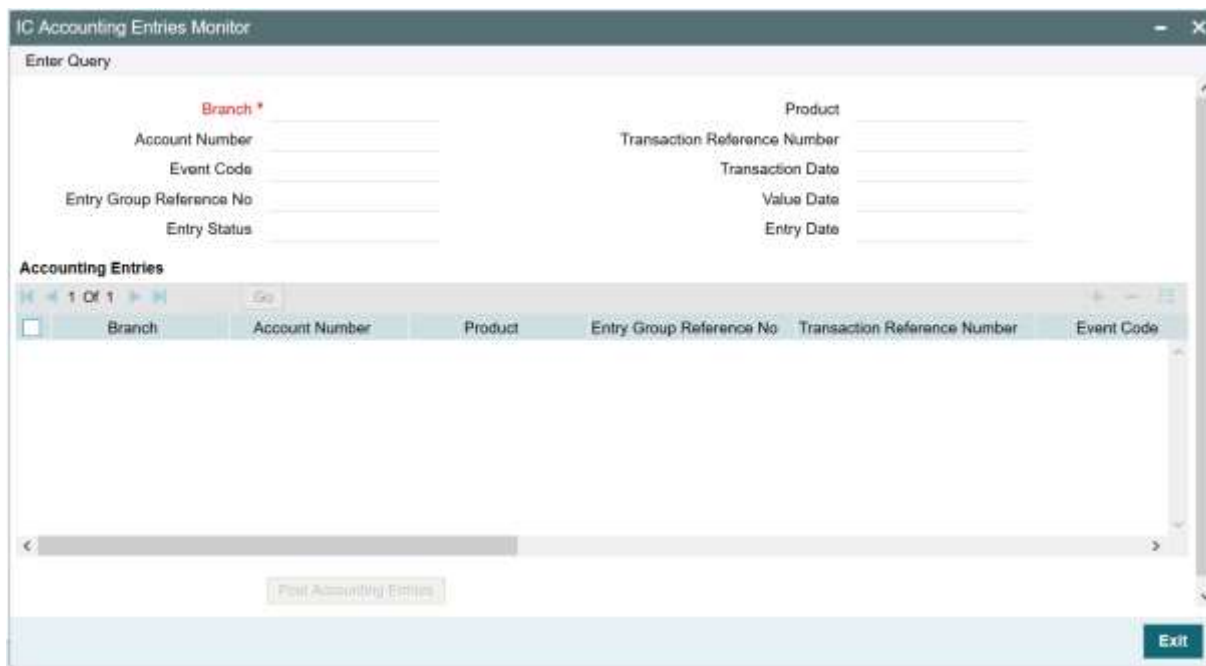 IC Accounting Entries Monitor
Enter Query
Branch *
Product
Account Number
Transaction Reference Number
Event Code
Transaction Date
Entry Group Reference No
Value Date
Entry Status
Entry Date
Accounting Entries
1 Of 1 Go
Branch Account Number Product Entry Group Reference No Transaction Reference Number Event Code
Post Accounting Entries
Exit